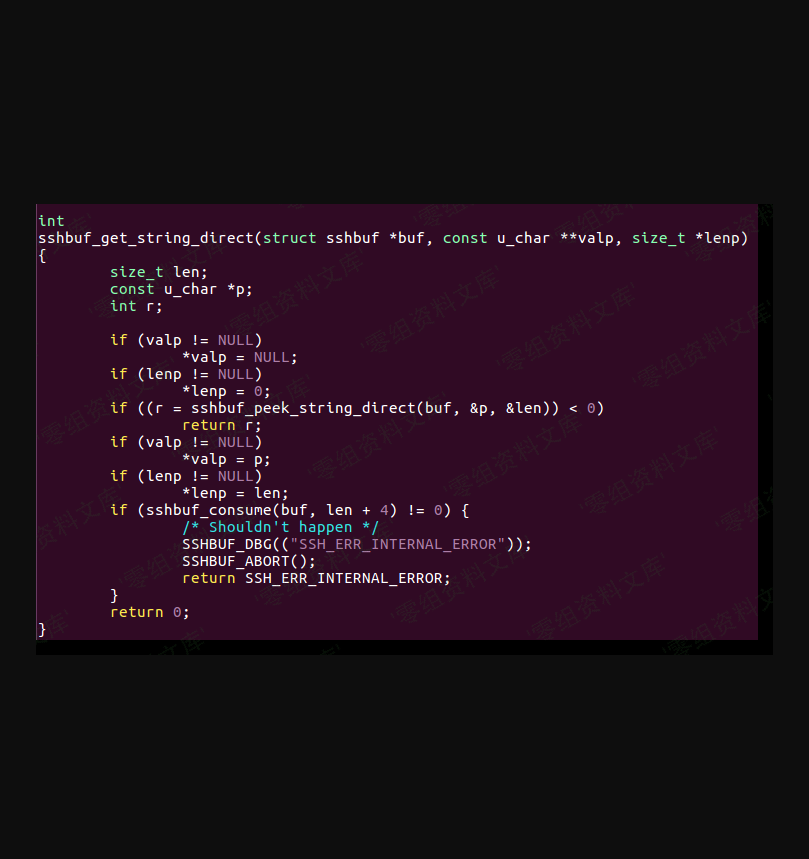 int
sshbuf_get_string_direct(struct sshbuf *buf, const u_char **valp, size_t *lenp)
{
        size_t len;
        const u_char *p;
        int r;

        if (valp != NULL)
                *valp = NULL;
        if (lenp != NULL)
                *lenp = 0;
        if ((r = sshbuf_peek_string_direct(buf, &p, &len)) < 0)
                return r;
        if (valp != NULL)
                *valp = p;
        if (lenp != NULL)
                *lenp = len;
        if (sshbuf_consume(buf, len + 4) != 0) {
                /* Shouldn't happen */
                SSHBUF_DBG(("SSH_ERR_INTERNAL_ERROR"));
                SSHBUF_ABORT();
                return SSH_ERR_INTERNAL_ERROR;
        }
        return 0;
}
'零组资料文库'